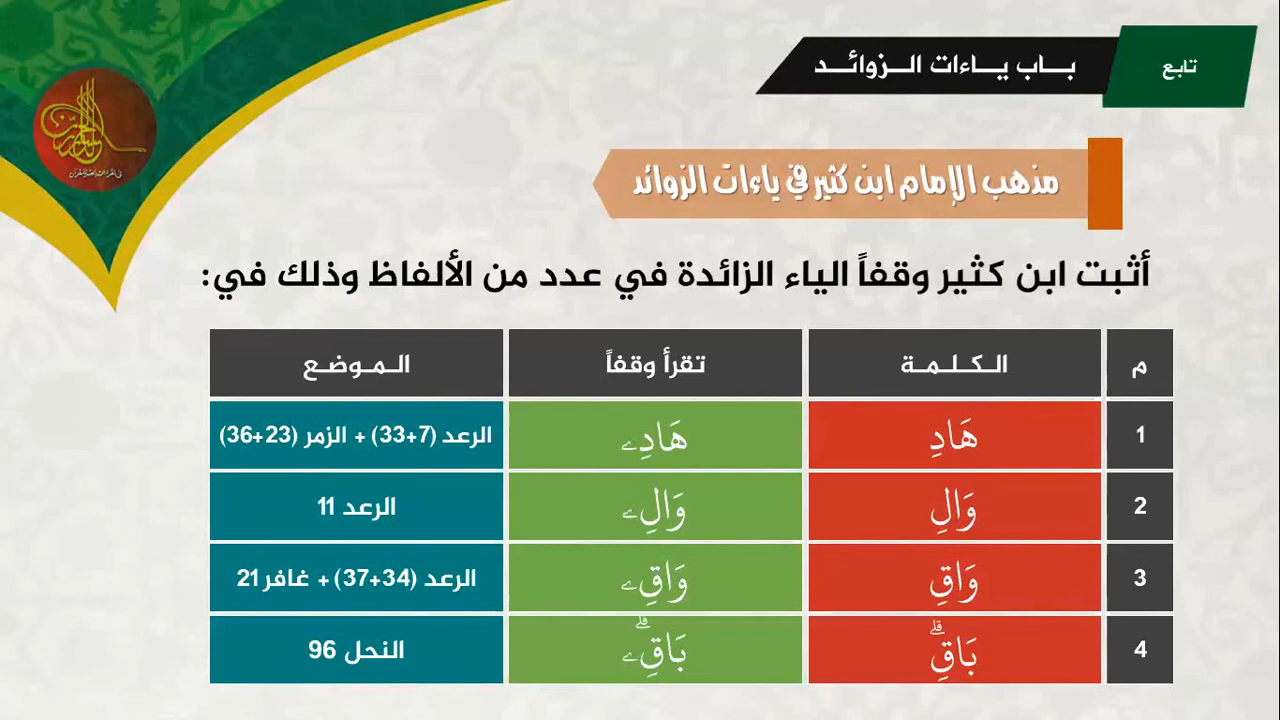 تابع
بـــاب يـــاءات الـــزوائـــد
مذهب الإمام ابن كثير في ياءات الزوائد
أثبت ابن كثير وقفاً الياء الزائدة في عدد من الألفاظ وذلك في:
م الـكـلـمـة تقرأ وقفاً الـمـوضـع
1 هَادِ هَادِے الرعد (7+33) + الزمر (23+36)
2 وَالِ وَالِے الرعد 11
3 وَاقِ وَاقِے الرعد (34+37) + غافر 21
4 بَاقِۗ بَاقِۗے النحل 96